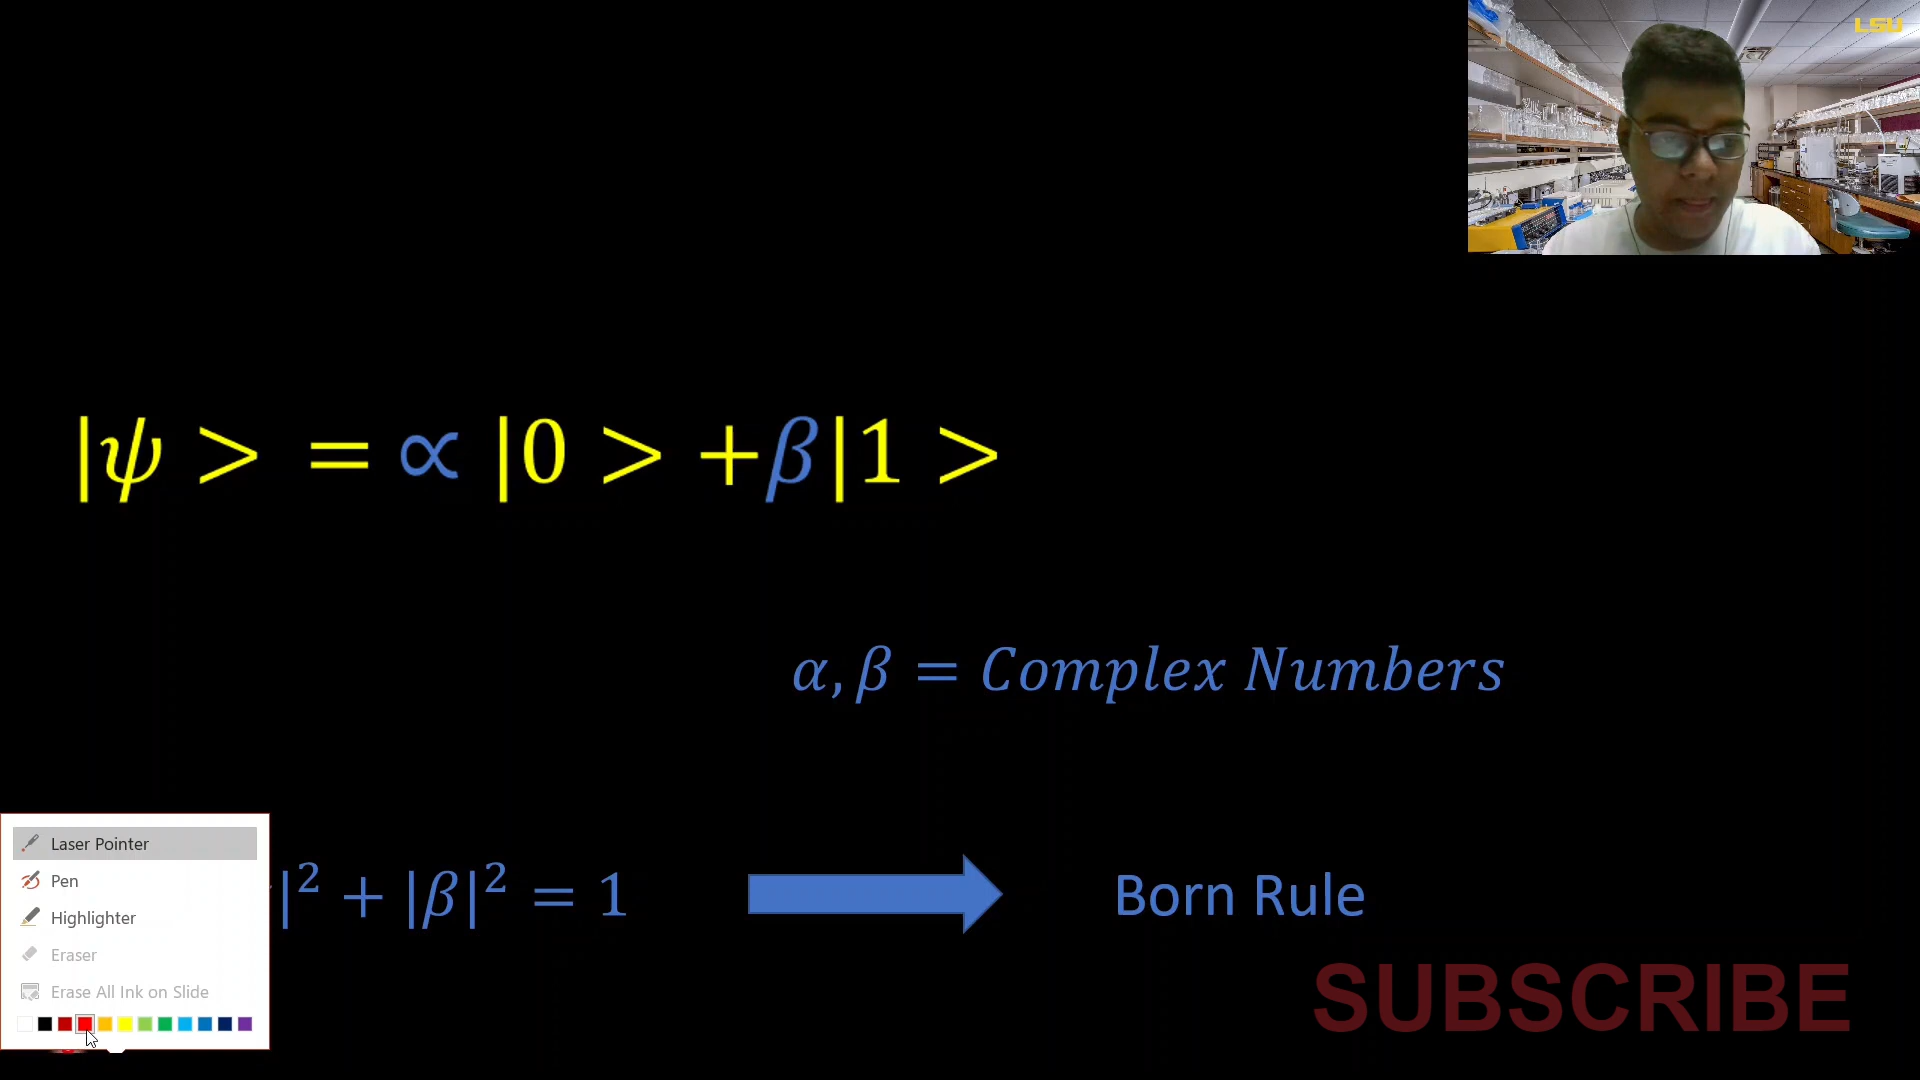 LSU
|ψ > = ∝ |0 > +β|1 >
α, β = Complex Numbers
|² + |β|² = 1
Born Rule
SUBSCRIBE
Laser Pointer
Pen
Highlighter
Eraser
Erase All Ink on Slide